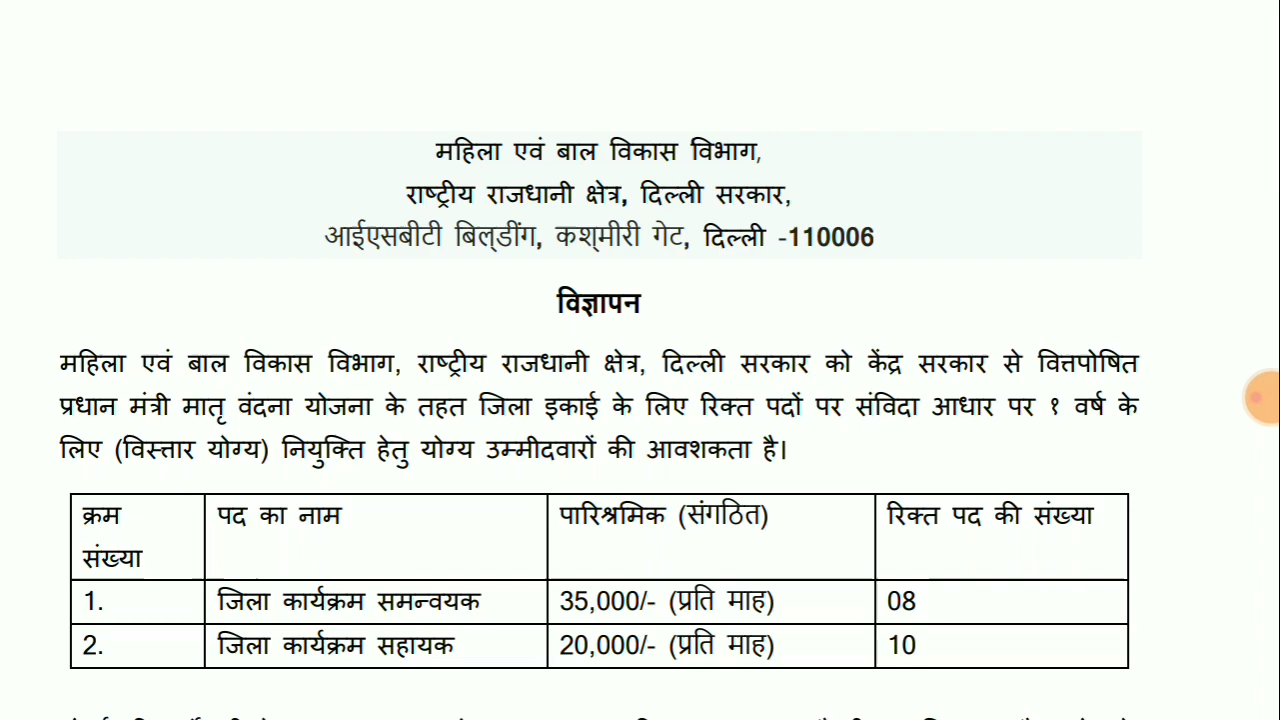 महिला एवं बाल विकास विभाग,
राष्ट्रीय राजधानी क्षेत्र, दिल्ली सरकार,
आईएसबीटी बिल्डींग, कश्मीरी गेट, दिल्ली -110006
विज्ञापन
महिला एवं बाल विकास विभाग, राष्ट्रीय राजधानी क्षेत्र, दिल्ली सरकार को केंद्र सरकार से वित्तपोषित
प्रधान मंत्री मातृ वंदना योजना के तहत जिला इकाई के लिए रिक्त पदों पर संविदा आधार पर १ वर्ष के
लिए (विस्तार योग्य) नियुक्ति हेतु योग्य उम्मीदवारों की आवशकता है।
क्रम संख्या पद का नाम पारिश्रमिक (संगठित) रिक्त पद की संख्या
1. जिला कार्यक्रम समन्वयक 35,000/- (प्रति माह) 08
2. जिला कार्यक्रम सहायक 20,000/- (प्रति माह) 10